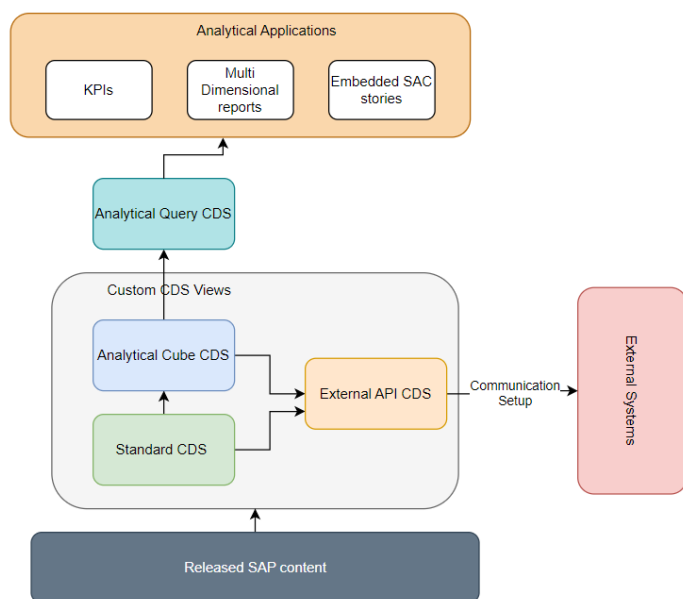 Analytical Applications
KPIs
Multi
Dimensional
reports
Embedded SAC
stories
Analytical Query CDS
Custom CDS Views
Analytical Cube CDS
External API CDS
Communication
Setup
External Systems
Standard CDS
Released SAP content